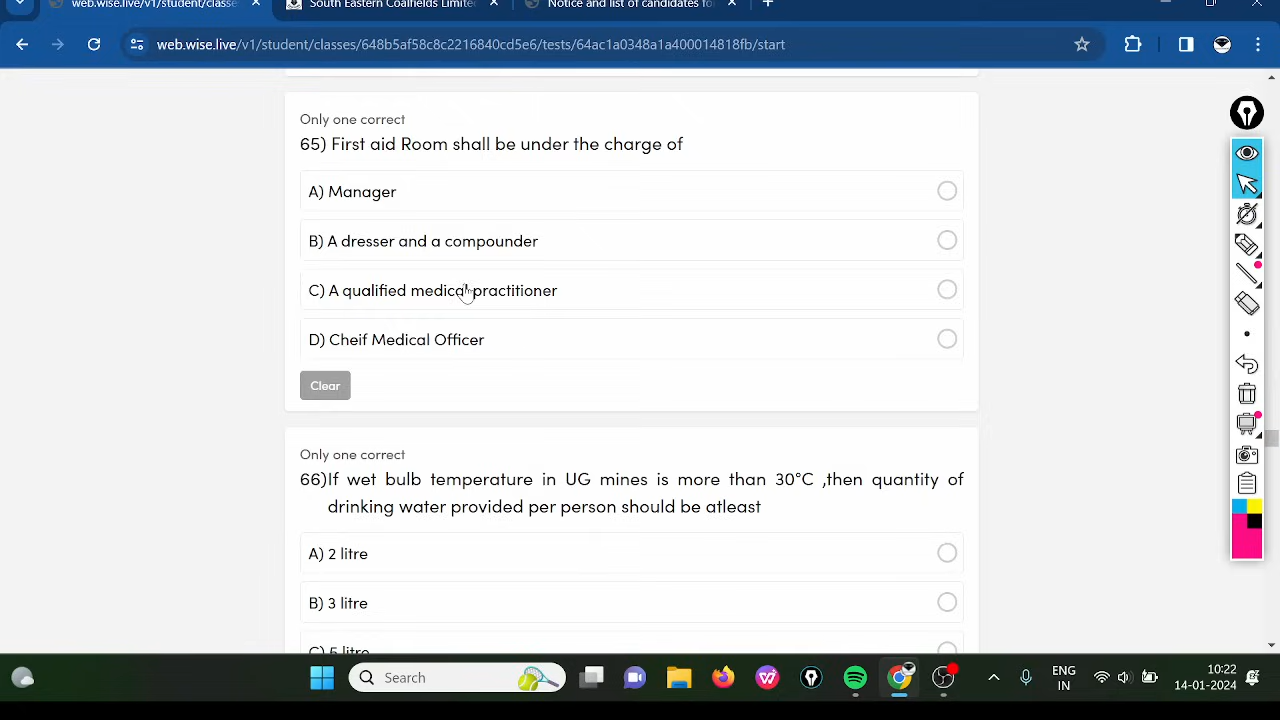 web.wise.live/v1/student/classe
South Eastern Coalfields Limited
Notice and list of candidates fo
web.wise.live/v1/student/classes/648b5af58c8c2216840cd5e6/tests/64ac1a0348a1a400014818fb/start
Only one correct
65) First aid Room shall be under the charge of
A) Manager
B) A dresser and a compounder
C) A qualified medical practitioner
D) Cheif Medical Officer
Clear
Only one correct
66)If wet bulb temperature in UG mines is more than 30°C ,then quantity of
drinking water provided per person should be atleast
A) 2 litre
B) 3 litre
C) 5 litre
Search
ENG
IN
10:22
14-01-2024